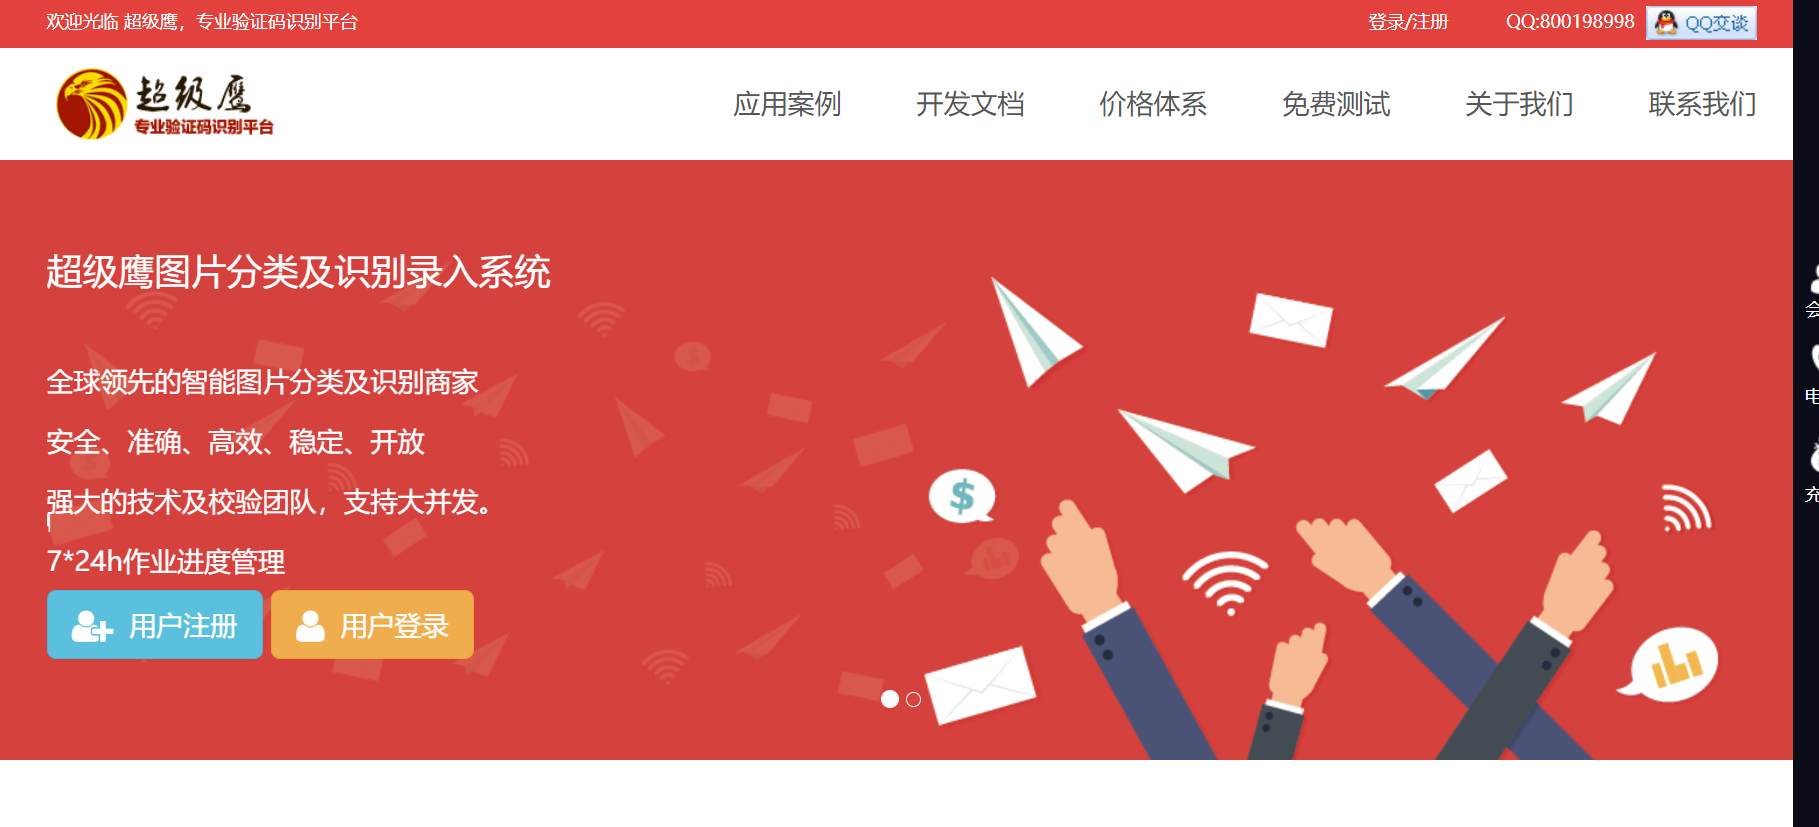 欢迎光临 超级鹰，专业验证码识别平台
登录/注册
QQ:800198998
QQ交谈
超级鹰
专业验证码识别平台
应用案例
开发文档
价格体系
免费测试
关于我们
联系我们
超级鹰图片分类及识别录入系统
全球领先的智能图片分类及识别商家
安全、准确、高效、稳定、开放
强大的技术及校验团队，支持大并发。
7*24h作业进度管理
用户注册
用户登录
$
会
电
充